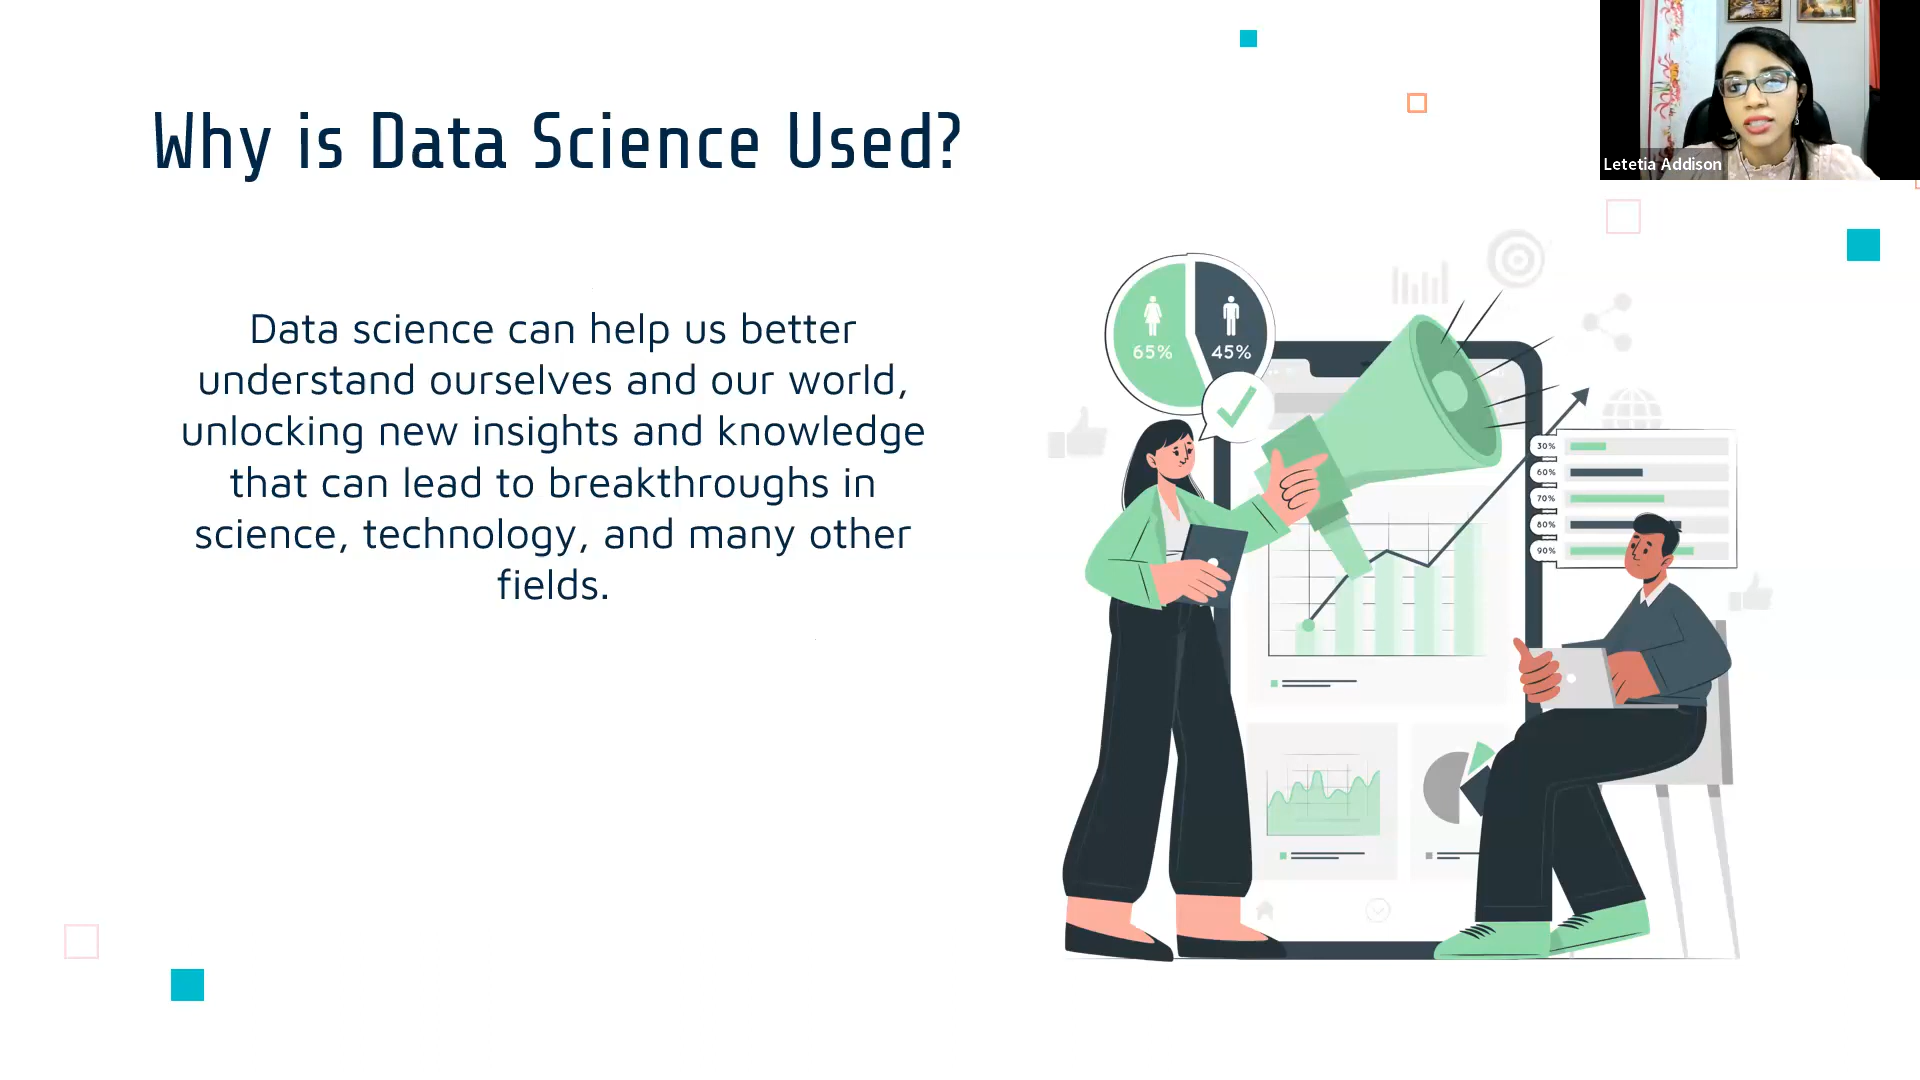 Why is Data Science Used?
Letetia Addison
Data science can help us better
understand ourselves and our world,
unlocking new insights and knowledge
that can lead to breakthroughs in
science, technology, and many other
fields.
65%
45%
30%
60%
70%
80%
90%